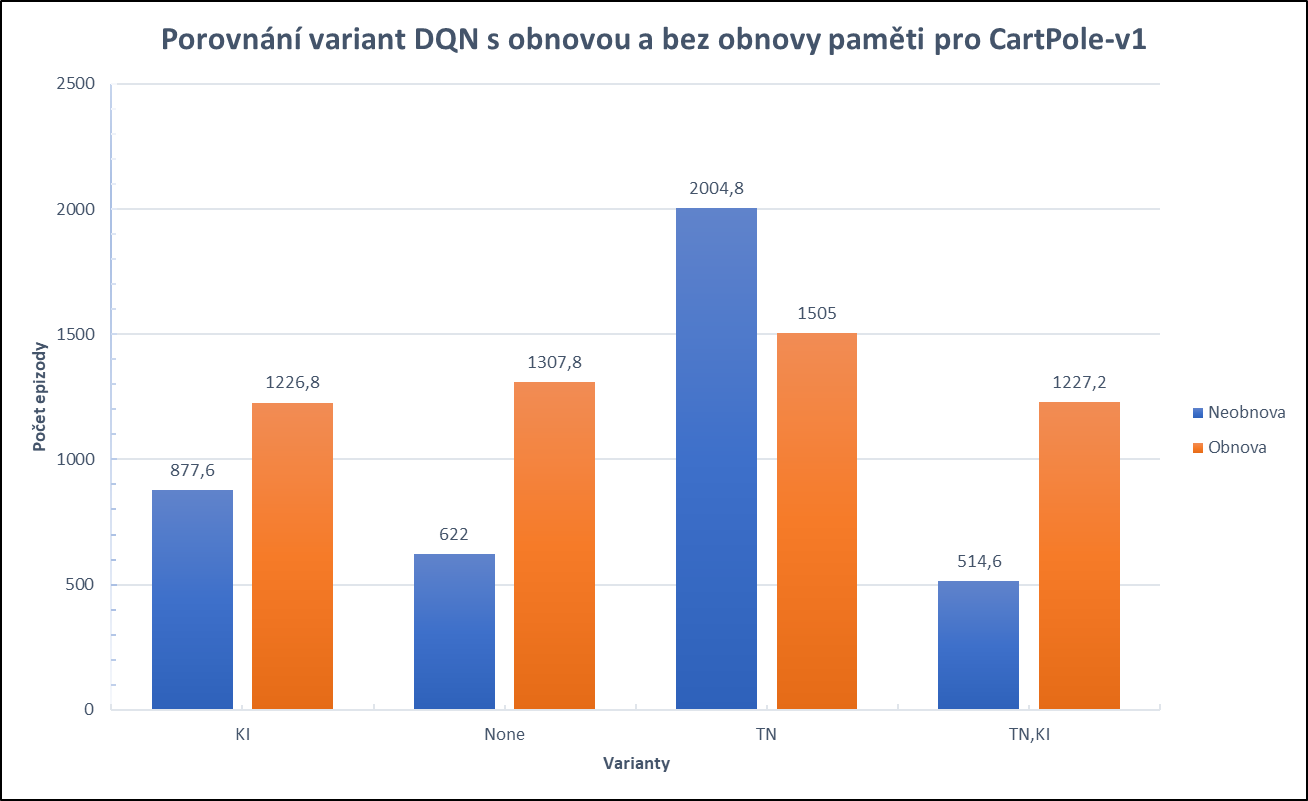 Porovnání variant DQN s obnovou a bez obnovy paměti pro CartPole-v1
2500
2000
1500
1000
500
0
Počet epizody
877,6
1226,8
622
1307,8
2004,8
1505
514,6
1227,2
KI
None
TN
TN,KI
Varianty
Neobnova
Obnova